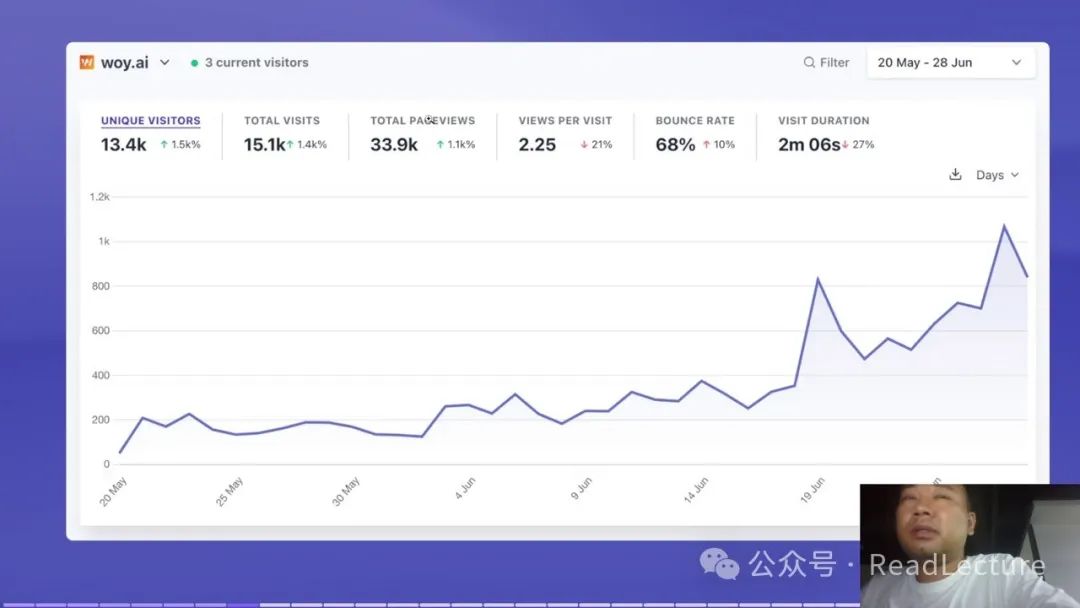 woy.ai 3 current visitors Filter 20 May - 28 Jun
UNIQUE VISITORS TOTAL VISITS TOTAL PAGEVIEWS VIEWS PER VISIT BOUNCE RATE VISIT DURATION
13.4k ↑ 1.5k% 15.1k ↑ 1.4k% 33.9k ↑ 1.1k% 2.25 ↓ 21% 68% ↑ 10% 2m 06s ↓ 27%
Days
1.2k
1k
800
600
400
200
0
20 May 25 May 30 May 4 Jun 9 Jun 14 Jun 19 Jun
公众号 · ReadLecture